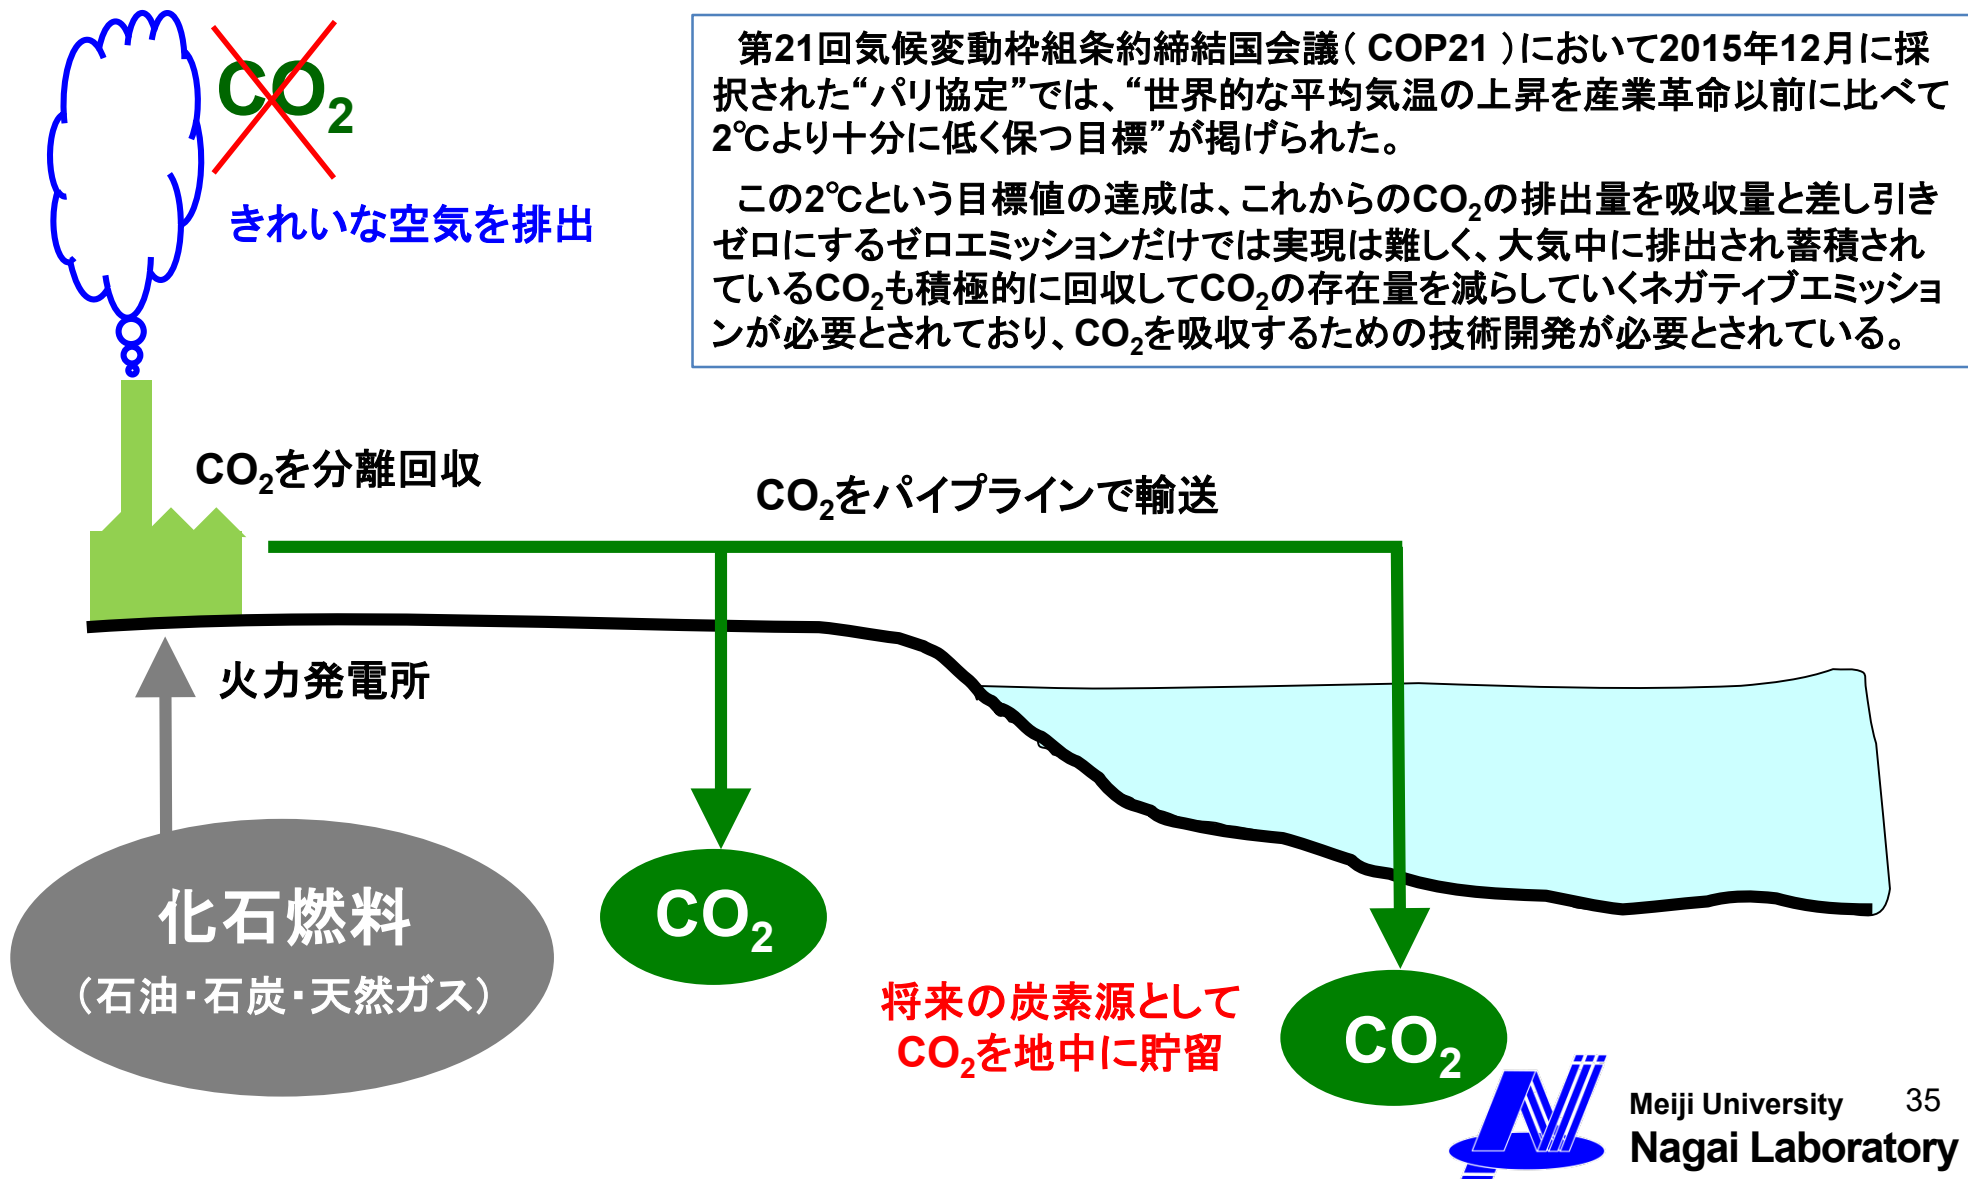 CO₂
きれいな空気を排出
第21回気候変動枠組条約締結国会議( COP21 )において2015年12月に採
択された“パリ協定”では、“世界的な平均気温の上昇を産業革命以前に比べて
2℃より十分に低く保つ目標”が掲げられた。
この2℃という目標値の達成は、これからのCO₂の排出量を吸収量と差し引き
ゼロにするゼロエミッションだけでは実現は難しく、大気中に排出され蓄積され
ているCO₂も積極的に回収してCO₂の存在量を減らしていくネガティブエミッショ
ンが必要とされており、CO₂を吸収するための技術開発が必要とされている。
CO₂を分離回収
CO₂をパイプラインで輸送
火力発電所
化石燃料
(石油・石炭・天然ガス)
CO₂
将来の炭素源として
CO₂を地中に貯留
CO₂
Meiji University
35
Nagai Laboratory